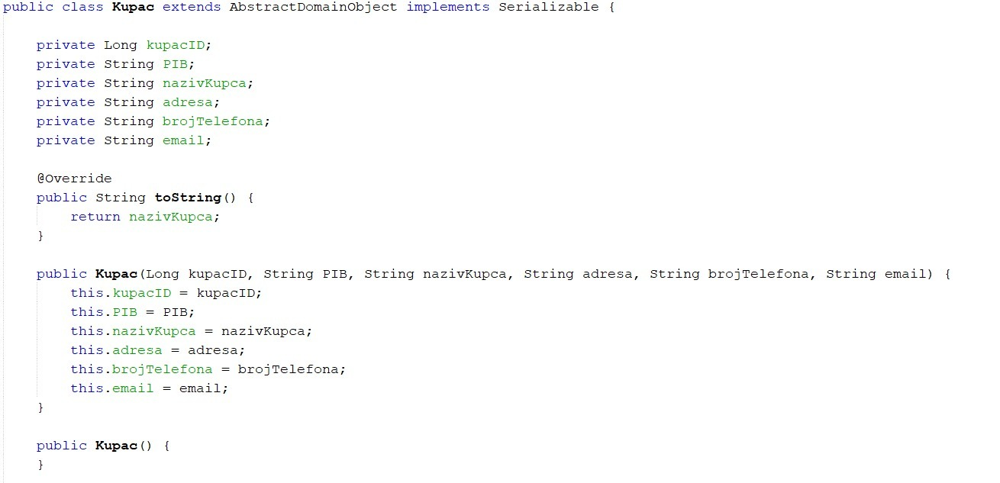 public class Kupac extends AbstractDomainObject implements Serializable {
private Long kupacID;
private String PIB;
private String nazivKupca;
private String adresa;
private String brojTelefona;
private String email;
@Override
public String toString() {
return nazivKupca;
}
public Kupac(Long kupacID, String PIB, String nazivKupca, String adresa, String brojTelefona, String email) {
this.kupacID = kupacID;
this.PIB = PIB;
this.nazivKupca = nazivKupca;
this.adresa = adresa;
this.brojTelefona = brojTelefona;
this.email = email;
}
public Kupac() {
}